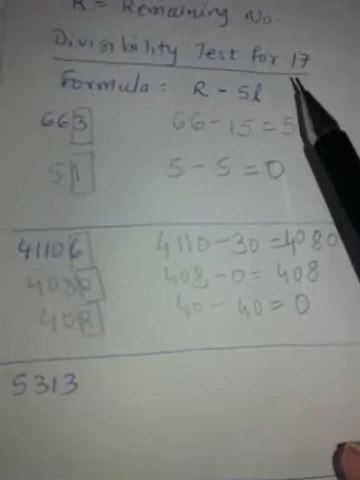 R = Remaining No.
Divisibility Test for 17
Formula: R - 5l
663 66 - 15 = 5
51 5 - 5 = 0
41106 4110 - 30 = 4080
4080 408 - 0 = 408
408 40 - 40 = 0
5313